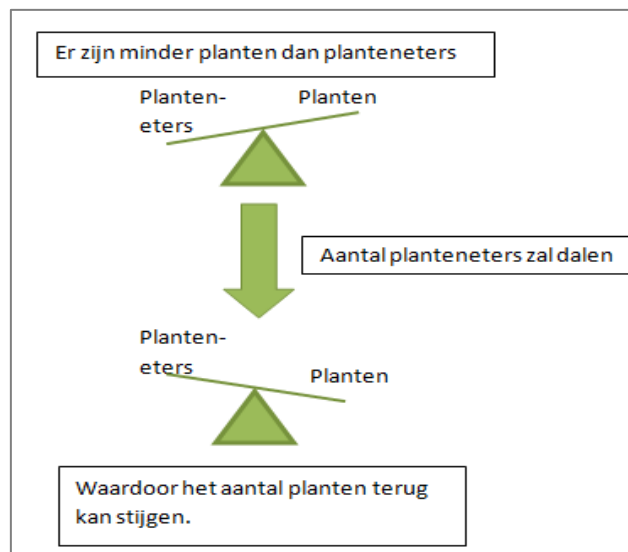 Er zijn minder planten dan planteneters
Planten-
eters
Planten
Aantal planteneters zal dalen
Planten-
eters
Planten
Waardoor het aantal planten terug
kan stijgen.